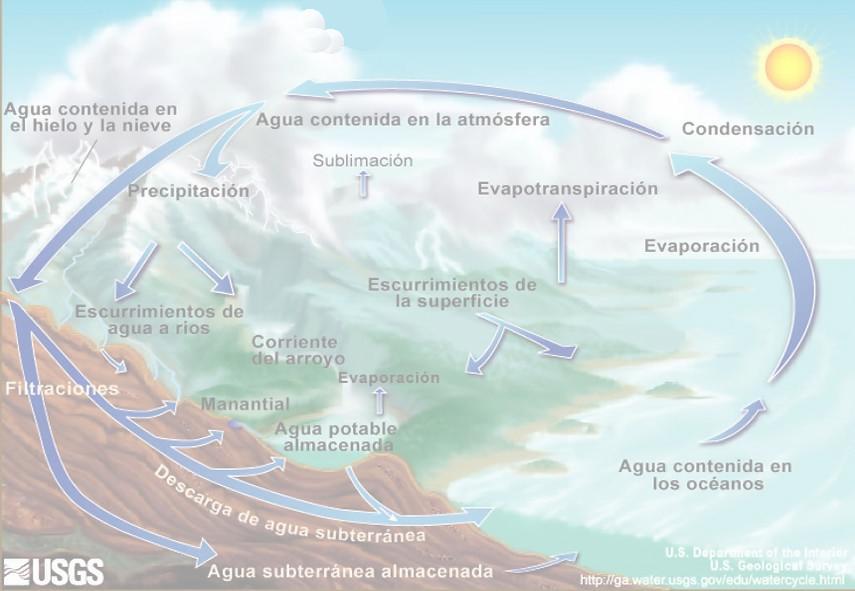 Agua contenida en
el hielo y la nieve
Agua contenida en la atmósfera
Condensación
Sublimación
Precipitación
Evapotranspiración
Evaporación
Escurrimientos de
la superficie
Escurrimientos de
agua a rios
Corriente
del arroyo
Evaporación
Filtraciones
Manantial
Agua potable
almacenada
Agua contenida en
los océanos
Descarga de agua subterránea
Agua subterránea almacenada
U.S. Department of the Interior
U.S. Geological Survey
http://ga.water.usgs.gov/edu/watercycle.html
USGS